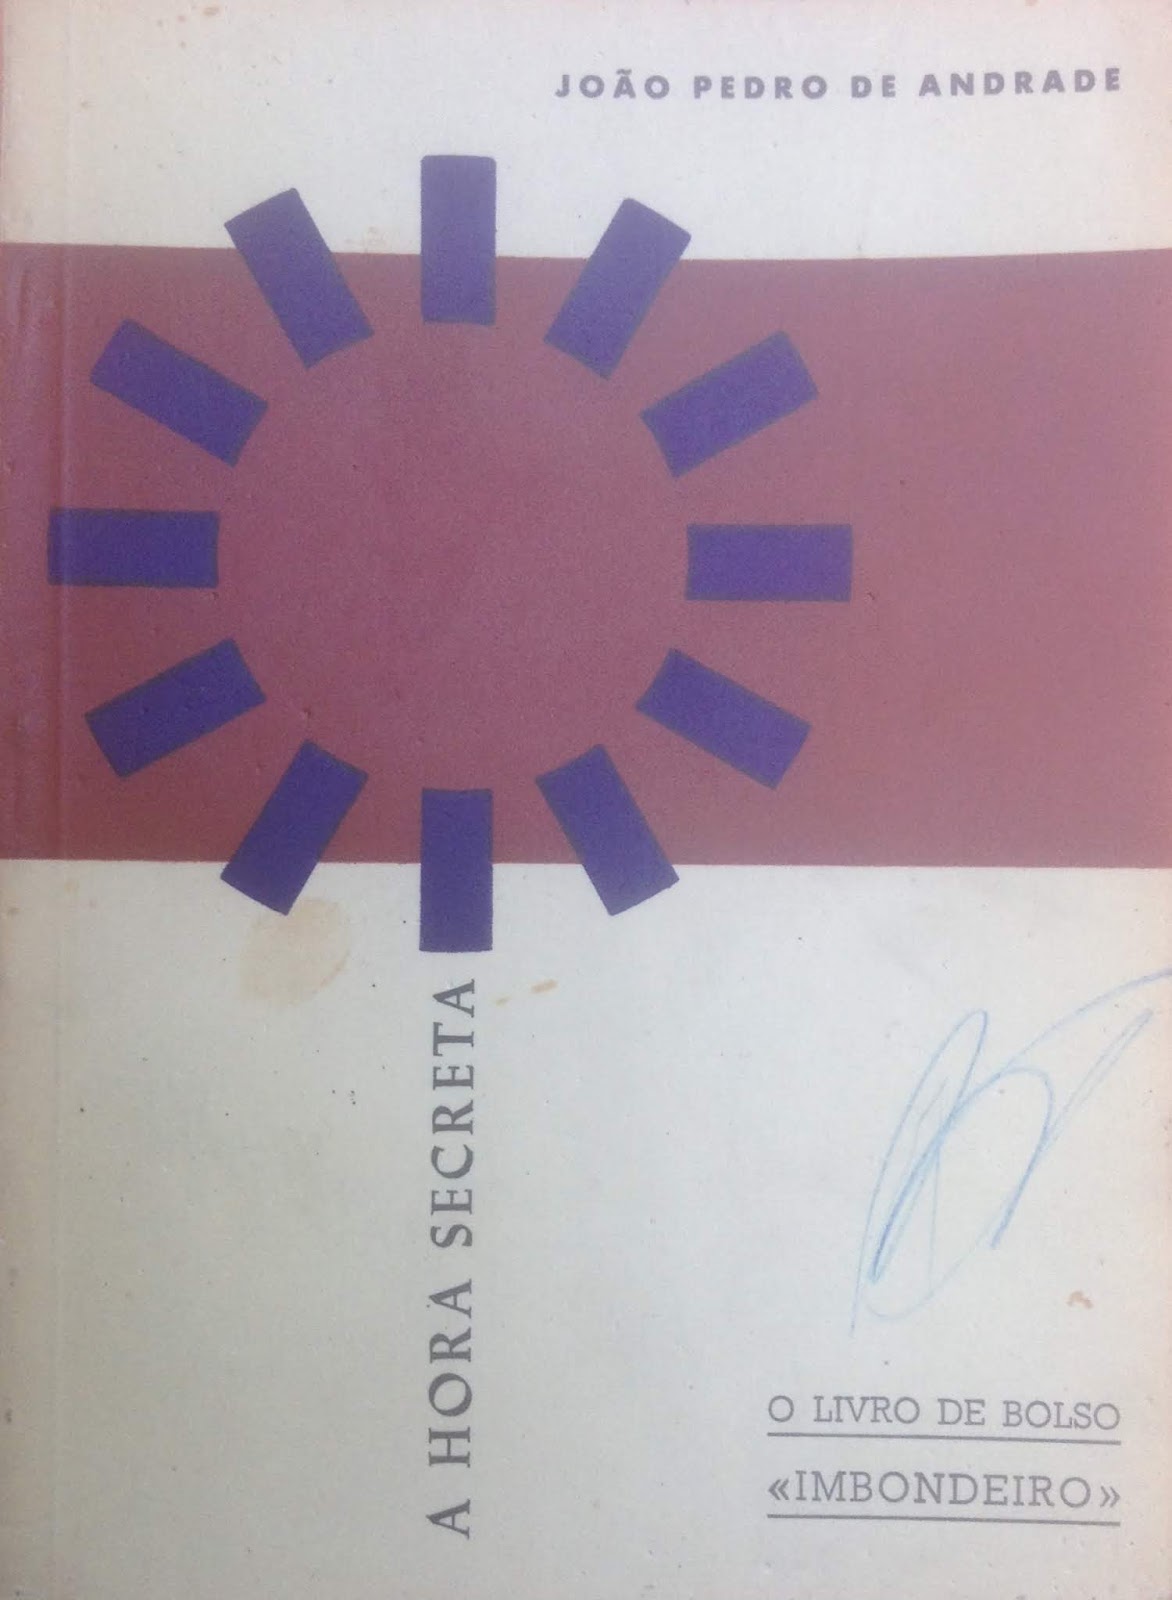 JOÃO PEDRO DE ANDRADE
A HORA SECRETA
O LIVRO DE BOLSO
«IMBONDEIRO»